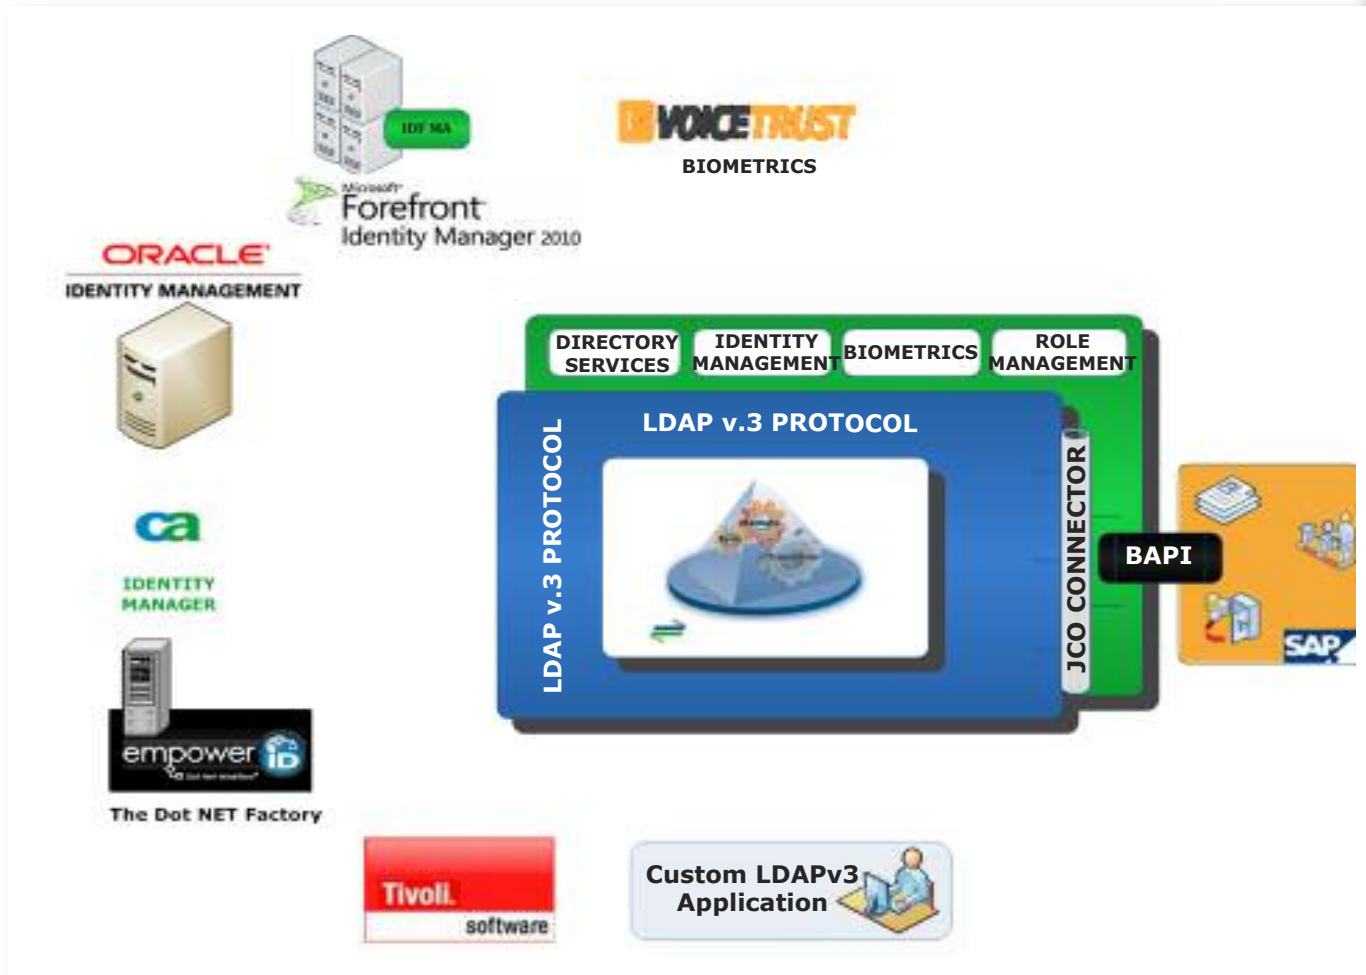 IDF MA
VOICETRUST
BIOMETRICS
Microsoft
Forefront
Identity Manager 2010
ORACLE
IDENTITY MANAGEMENT
DIRECTORY
SERVICES
IDENTITY
MANAGEMENT
BIOMETRICS
ROLE
MANAGEMENT
LDAP v.3 PROTOCOL
LDAP v.3 PROTOCOL
JCO CONNECTOR
BAPI
SAP
ca
IDENTITY
MANAGER
empower iD
The Dot NET Factory
Tivoli.
software
Custom LDAPv3
Application